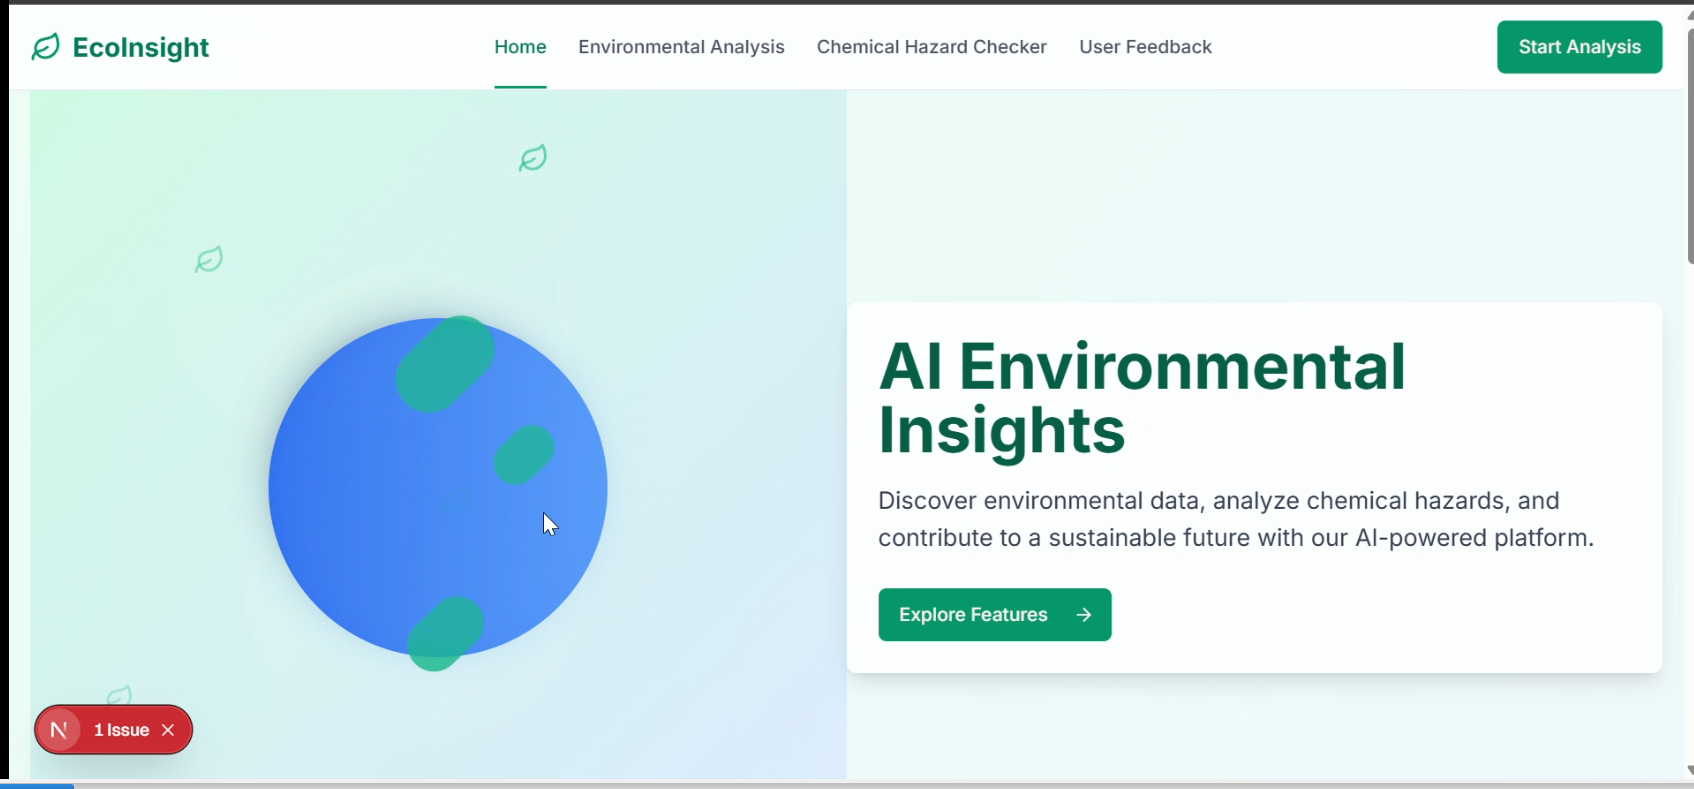 EcoInsight
Home
Environmental Analysis
Chemical Hazard Checker
User Feedback
Start Analysis
AI Environmental
Insights
Discover environmental data, analyze chemical hazards, and
contribute to a sustainable future with our AI-powered platform.
Explore Features
N
1 Issue